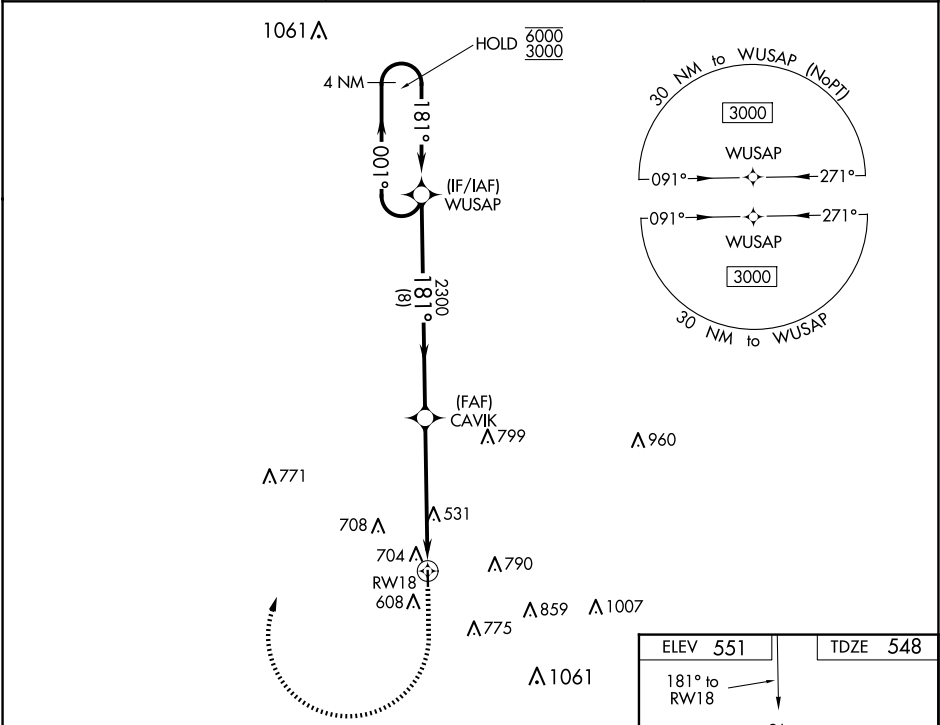 1061
HOLD 6000
3000
4 NM
181°
001°
(IF/IAF)
WUSAP
30 NM to WUSAP (NoPT)
3000
WUSAP
091°
271°
091°
271°
WUSAP
3000
30 NM to WUSAP
2300
181°
(8)
(FAF)
CAVIK
799
960
771
531
708
704
790
RW18
608
859
1007
775
1061
ELEV 551
TDZE 548
181° to
RW18